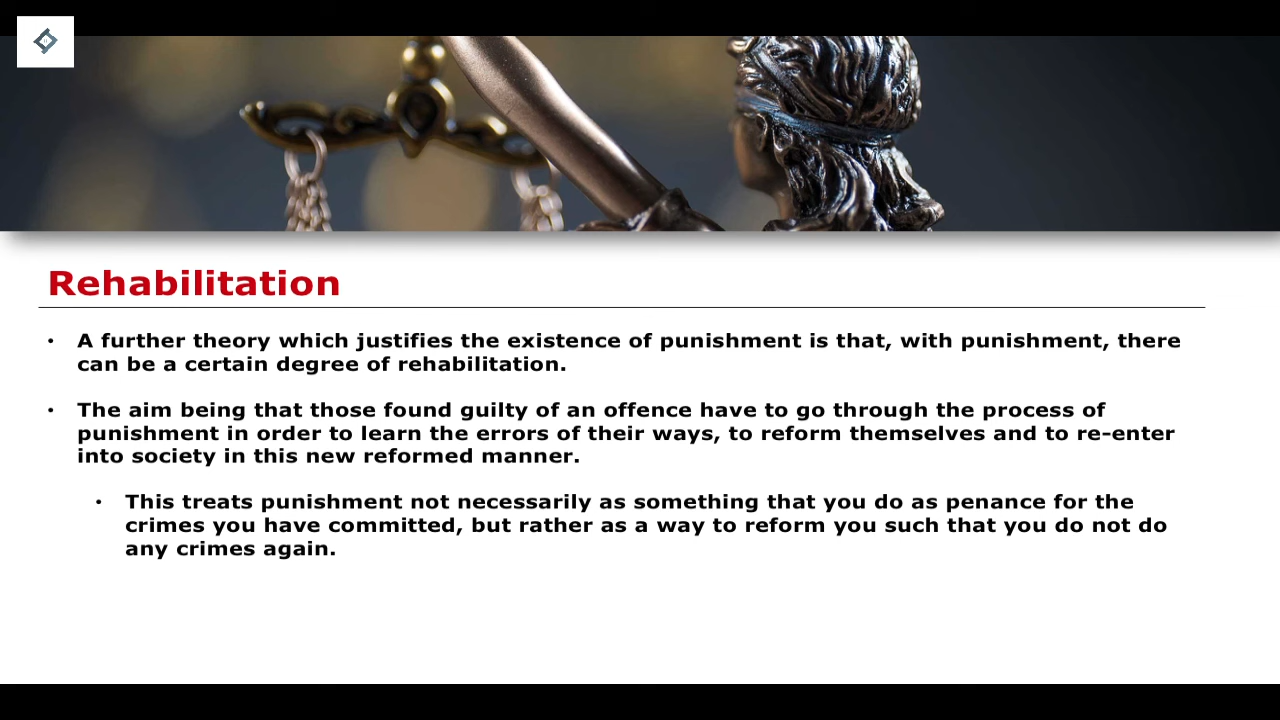 Rehabilitation
• A further theory which justifies the existence of punishment is that, with punishment, there
can be a certain degree of rehabilitation.
• The aim being that those found guilty of an offence have to go through the process of
punishment in order to learn the errors of their ways, to reform themselves and to re-enter
into society in this new reformed manner.
• This treats punishment not necessarily as something that you do as penance for the
crimes you have committed, but rather as a way to reform you such that you do not do
any crimes again.